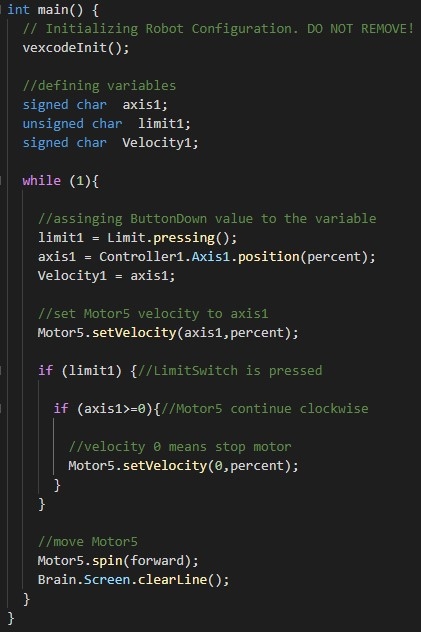 int main() {
// Initializing Robot Configuration. DO NOT REMOVE!
vexcodeInit();
//defining variables
signed char  axis1;
unsigned char  limit1;
signed char  Velocity1;
while (1){
//assinging ButtonDown value to the variable
limit1 = Limit.pressing();
axis1 = Controller1.Axis1.position(percent);
Velocity1 = axis1;
//set Motor5 velocity to axis1
Motor5.setVelocity(axis1,percent);
if (limit1) {//LimitSwitch is pressed
if (axis1>=0){//Motor5 continue clockwise
//velocity 0 means stop motor
Motor5.setVelocity(0,percent);
}
}
//move Motor5
Motor5.spin(forward);
Brain.Screen.clearLine();
}
}